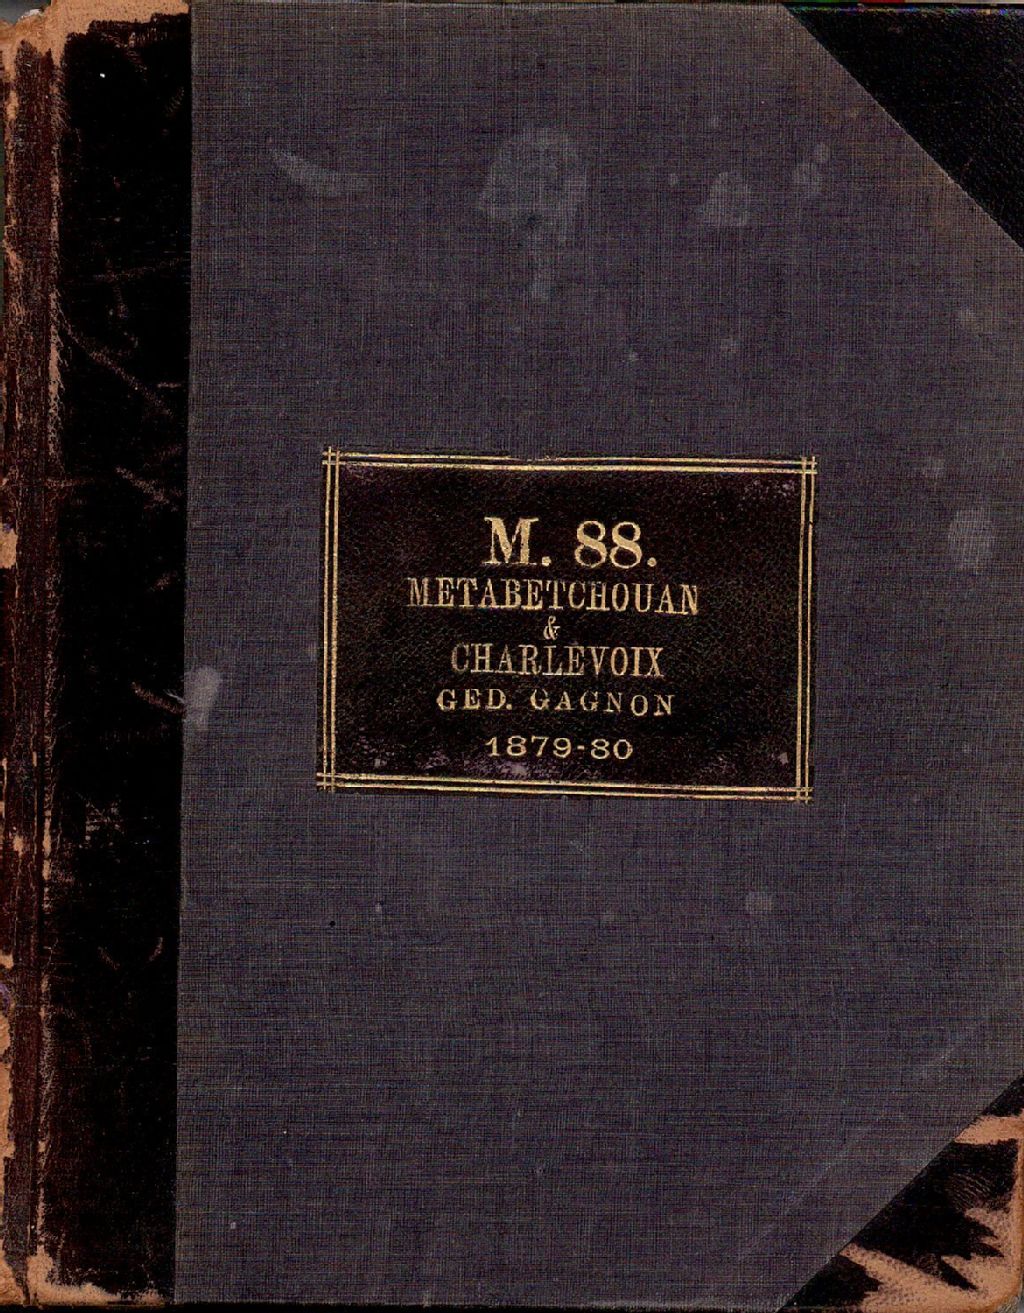 M. 88.
METABETCHOUAN
&
CHARLEVOIX
GED. GAGNON
1879-80